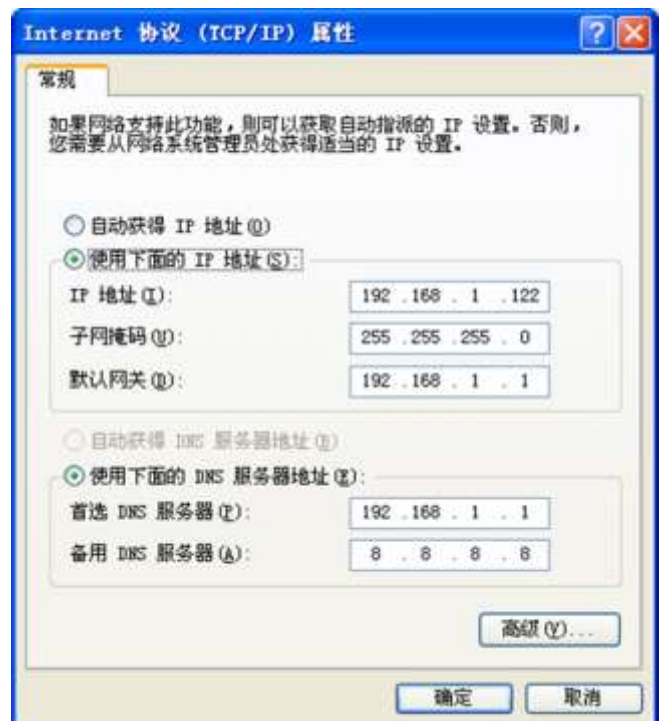 Internet 协议 (TCP/IP) 属性
常规
如果网络支持此功能，则可以获取自动指派的 IP 设置。否则，
您需要从网络系统管理员处获得适当的 IP 设置。
自动获得 IP 地址(O)
使用下面的 IP 地址(S):
IP 地址(I): 192 .168 . 1 .122
子网掩码(U): 255 .255 .255 . 0
默认网关(D): 192 .168 . 1 . 1
自动获得 DNS 服务器地址(B)
使用下面的 DNS 服务器地址(E):
首选 DNS 服务器(P): 192 .168 . 1 . 1
备用 DNS 服务器(A): 8 . 8 . 8 . 8
高级(V)...
确定 取消